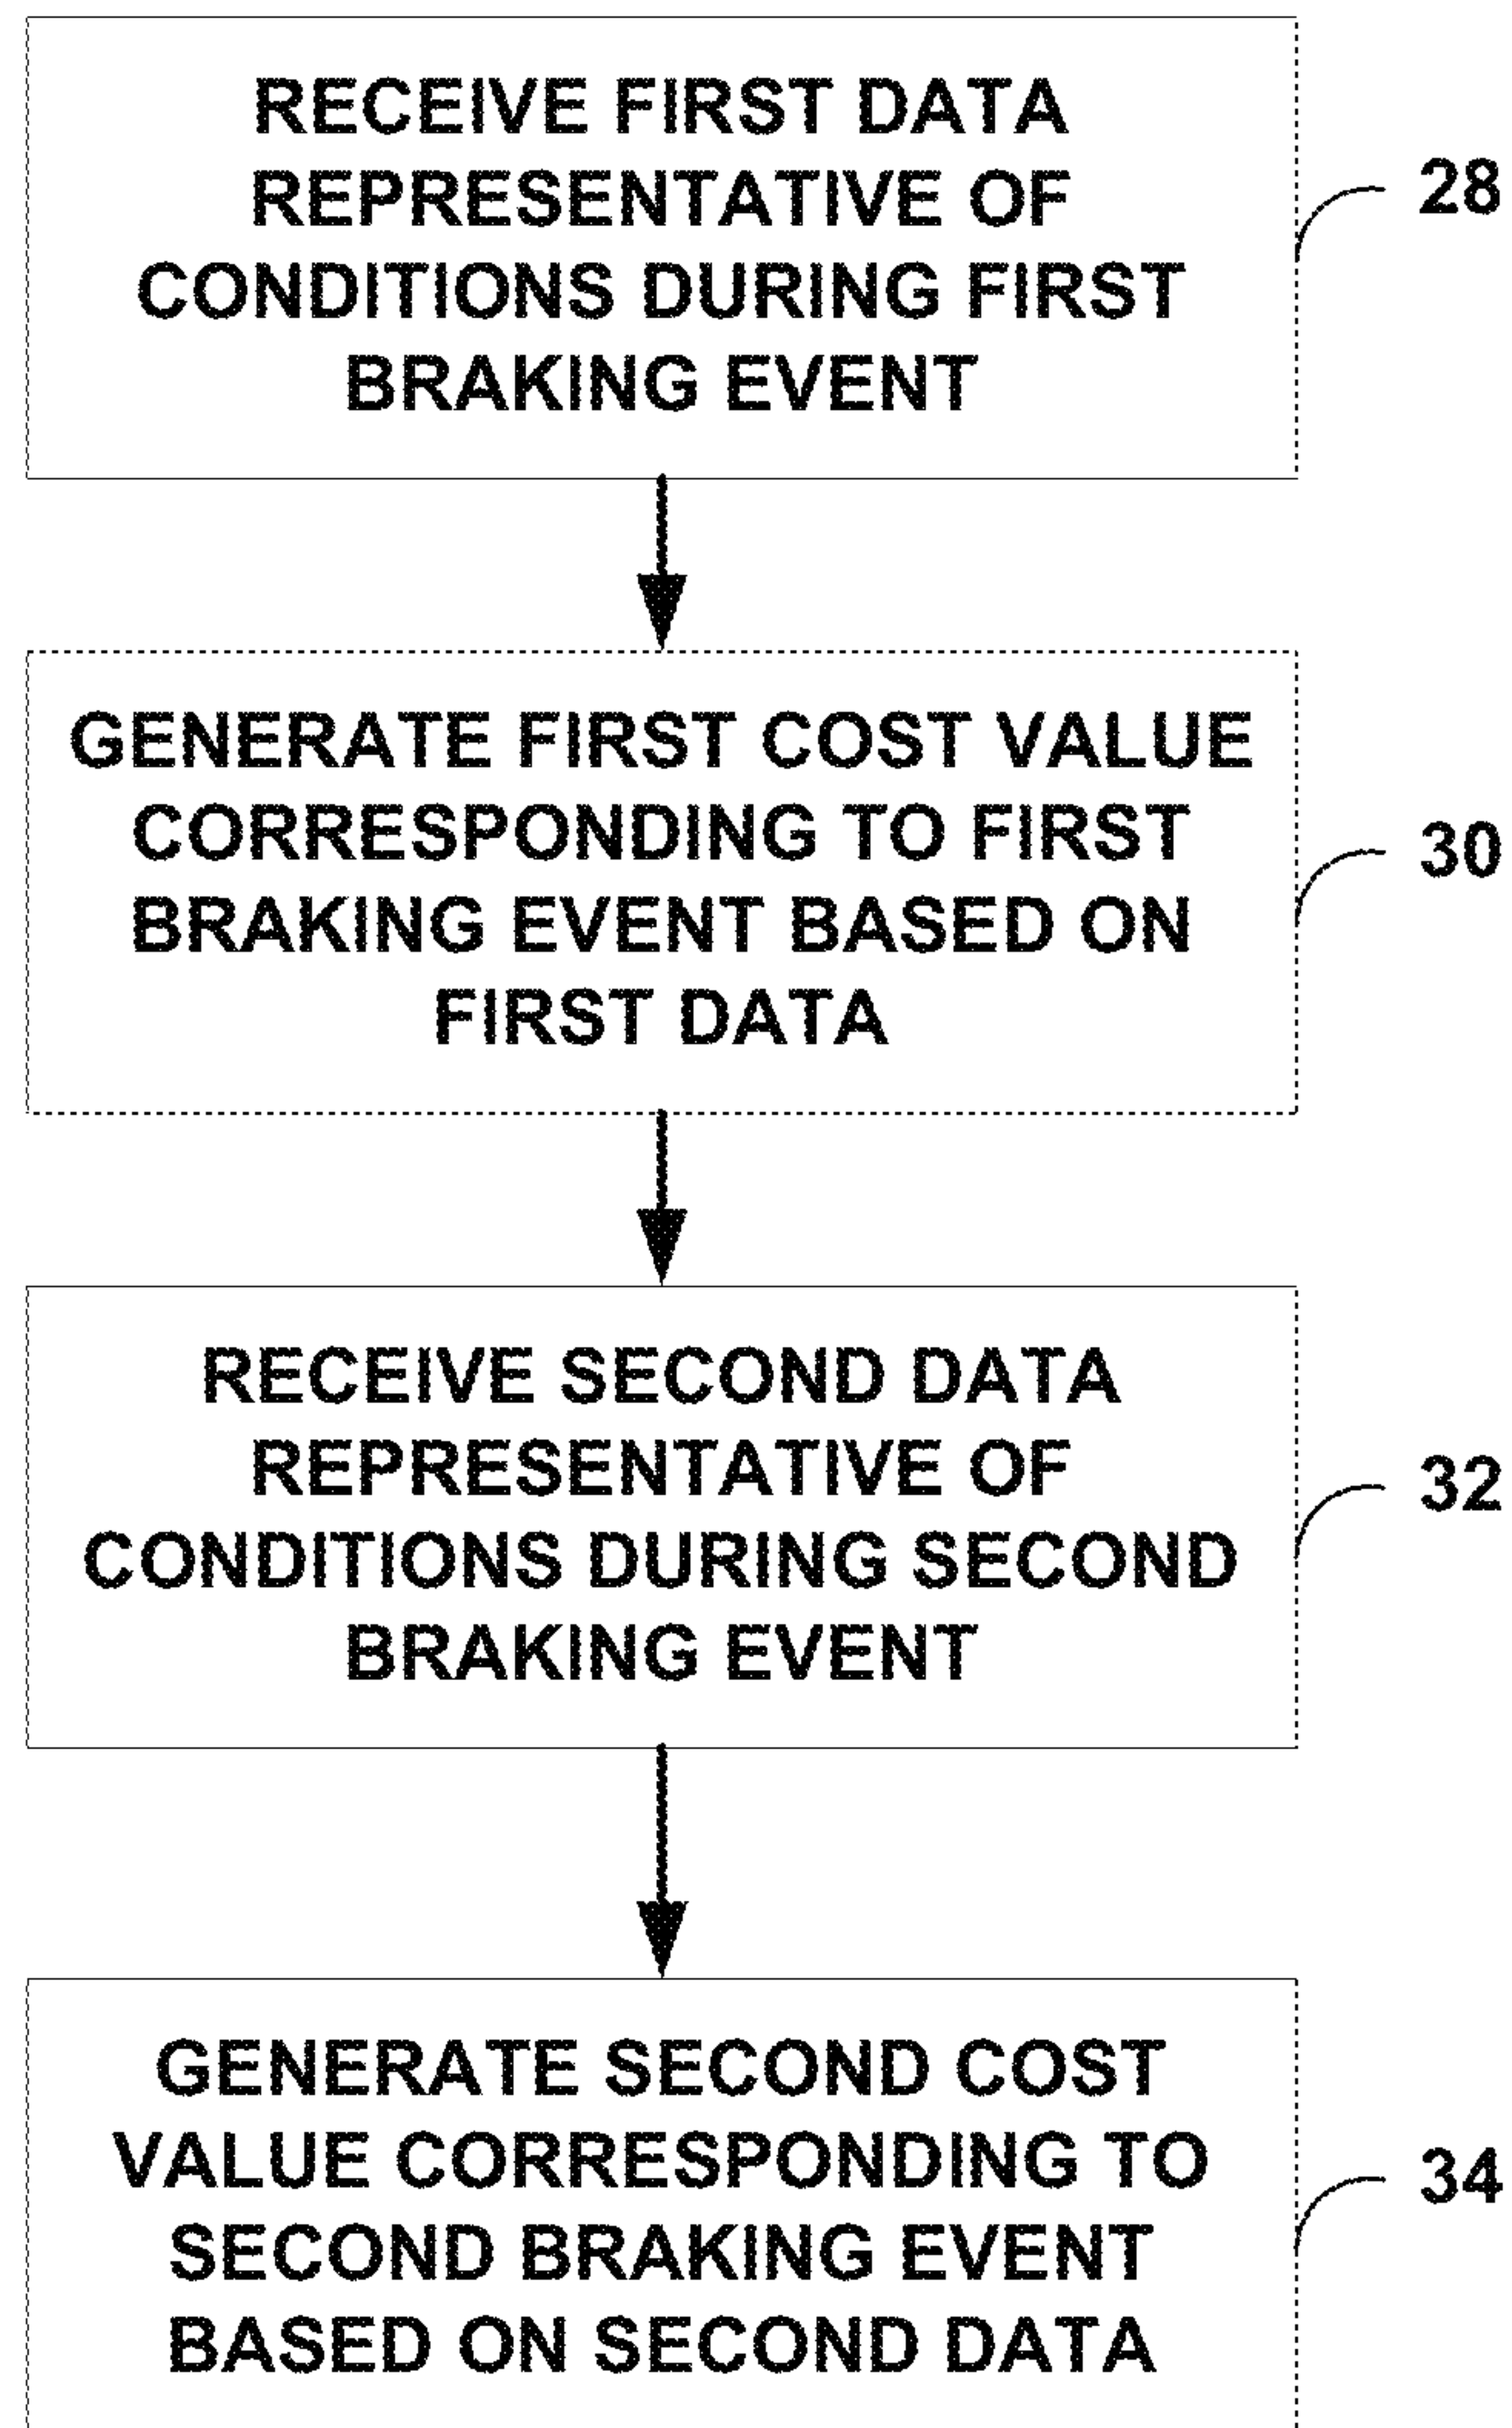 RECEIVE FIRST DATA
REPRESENTATIVE OF
CONDITIONS DURING FIRST
BRAKING EVENT
28
GENERATE FIRST COST VALUE
CORRESPONDING TO FIRST
BRAKING EVENT BASED ON
FIRST DATA
30
RECEIVE SECOND DATA
REPRESENTATIVE OF
CONDITIONS DURING SECOND
BRAKING EVENT
32
GENERATE SECOND COST
VALUE CORRESPONDING TO
SECOND BRAKING EVENT
BASED ON SECOND DATA
34